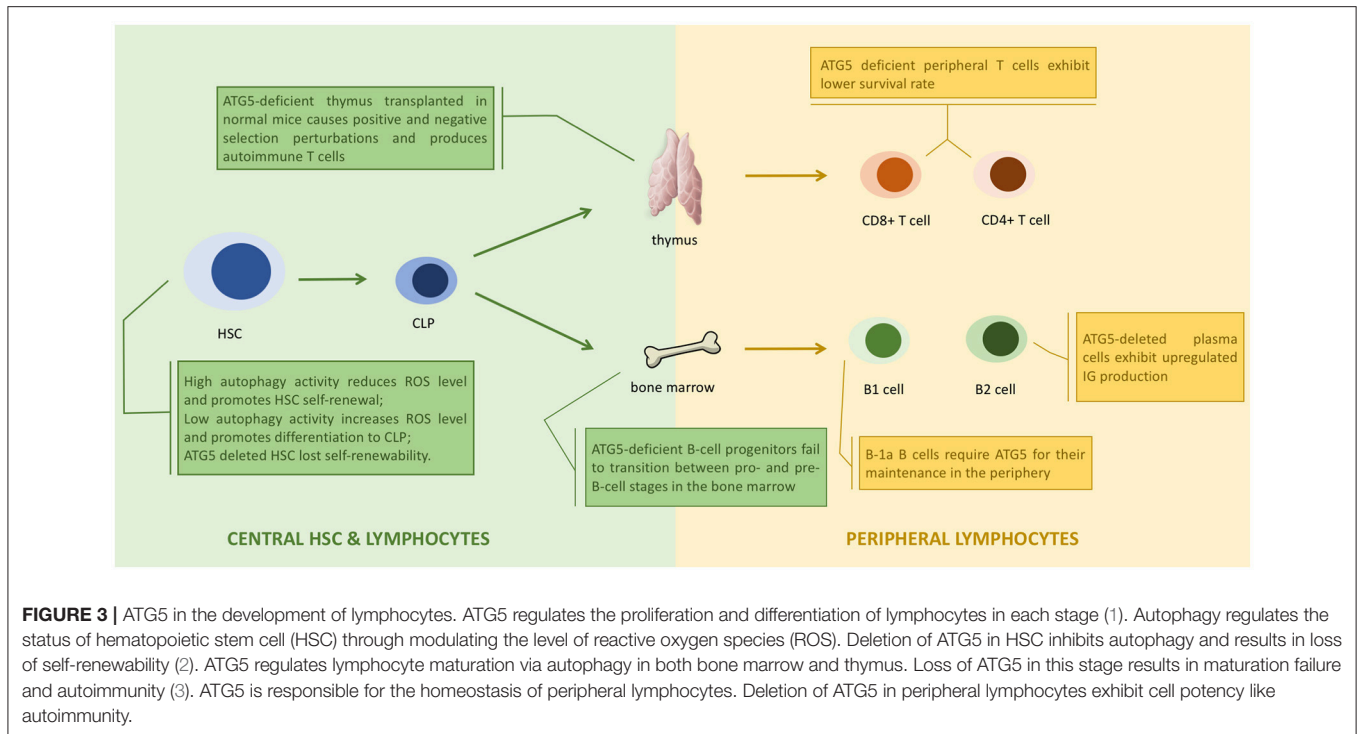 ATG5 deficient peripheral T cells exhibit
lower survival rate
ATG5-deficient thymus transplanted in
normal mice causes positive and negative
selection perturbations and produces
autoimmune T cells
thymus
CD8+ T cell
CD4+ T cell
HSC
CLP
bone marrow
B1 cell
B2 cell
ATG5-deleted plasma
cells exhibit upregulated
IG production
High autophagy activity reduces ROS level
and promotes HSC self-renewal;
Low autophagy activity increases ROS level
and promotes differentiation to CLP;
ATG5 deleted HSC lost self-renewability.
ATG5-deficient B-cell progenitors fail
to transition between pro- and pre-
B-cell stages in the bone marrow
B-1a B cells require ATG5 for their
maintenance in the periphery
CENTRAL HSC & LYMPHOCYTES
PERIPHERAL LYMPHOCYTES
FIGURE 3 | ATG5 in the development of lymphocytes. ATG5 regulates the proliferation and differentiation of lymphocytes in each stage (1). Autophagy regulates the
status of hematopoietic stem cell (HSC) through modulating the level of reactive oxygen species (ROS). Deletion of ATG5 in HSC inhibits autophagy and results in loss
of self-renewability (2). ATG5 regulates lymphocyte maturation via autophagy in both bone marrow and thymus. Loss of ATG5 in this stage results in maturation failure
and autoimmunity (3). ATG5 is responsible for the homeostasis of peripheral lymphocytes. Deletion of ATG5 in peripheral lymphocytes exhibit cell potency like
autoimmunity.